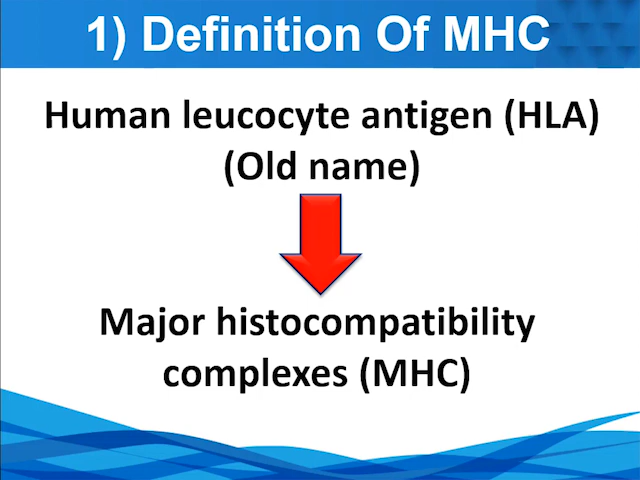 1) Definition Of MHC
Human leucocyte antigen (HLA)
(Old name)
Major histocompatibility
complexes (MHC)